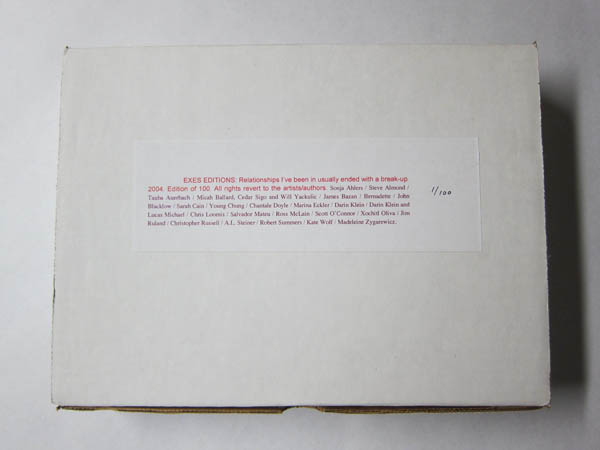 EXES EDITIONS: Relationships I've been in usually ended with a break-up.
2004. Edition of 100. All rights revert to the artists/authors. Sonja Ahlers / Steve Almond /
Tauba Auerbach / Micah Ballard, Cedar Sigo and Will Yackulic / James Bazan / Bernadette / John
Blacklow / Sarah Cain / Young Chung / Chantale Doyle / Marina Eckler / Darin Klein / Darin Klein and
Lucas Michael / Chris Loomis / Salvador Mateu / Ross McLain / Scott O'Connor / Xochitl Oliva / Jim
Ruland / Christopher Russell / A.L. Steiner / Robert Summers / Kate Wolf / Madeleine Zygarewicz.
1/100